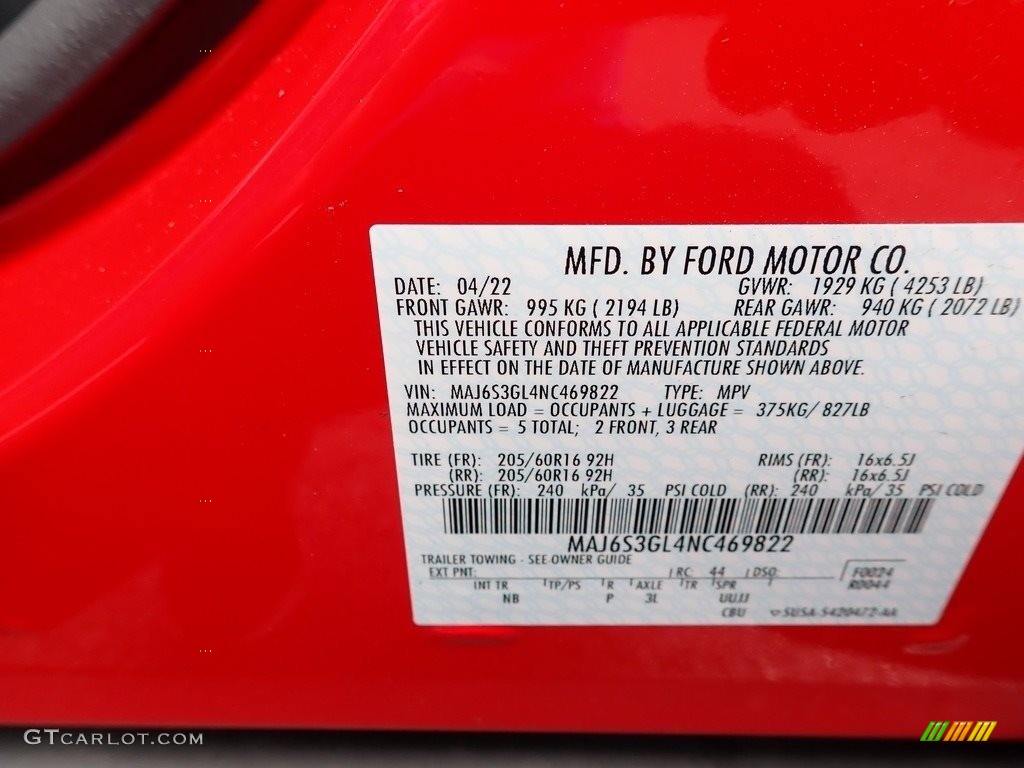 MFD. BY FORD MOTOR CO.
DATE: 04/22 GVWR: 1929 KG ( 4253 LB)
FRONT GAWR: 995 KG ( 2194 LB) REAR GAWR: 940 KG ( 2072 LB)
THIS VEHICLE CONFORMS TO ALL APPLICABLE FEDERAL MOTOR
VEHICLE SAFETY AND THEFT PREVENTION STANDARDS
IN EFFECT ON THE DATE OF MANUFACTURE SHOWN ABOVE.
VIN: MAJ6S3GL4NC469822 TYPE: MPV
MAXIMUM LOAD = OCCUPANTS + LUGGAGE = 375KG/ 827LB
OCCUPANTS = 5 TOTAL; 2 FRONT, 3 REAR
TIRE (FR): 205/60R16 92H RIMS (FR): 16x6.5J
(RR): 205/60R16 92H (RR): 16x6.5J
PRESSURE (FR): 240 kPa/ 35 PSI COLD (RR): 240 kPa/ 35 PSI COLD
MAJ6S3GL4NC469822
TRAILER TOWING - SEE OWNER GUIDE
EXT PNT: RC: 44 DSO: F0024
INT TR TP/PS R AXLE TR SPR R0044
NB P 3L UUJJ
CBU SUSA-5420472-AA
GTCARLOT.COM